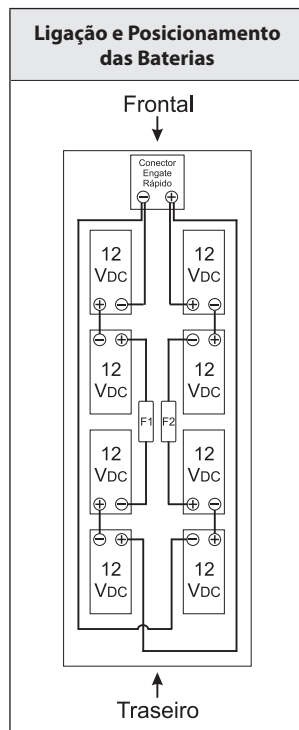 Ligação e Posicionamento
das Baterias
Frontal
Conector
Engate
Rápido
− +
12
VDC
+ −
12
VDC
+ −
− +
12
VDC
− +
12
VDC
F1
F2
12
VDC
+ −
12
VDC
+ −
− +
12
VDC
− +
12
VDC
Traseiro